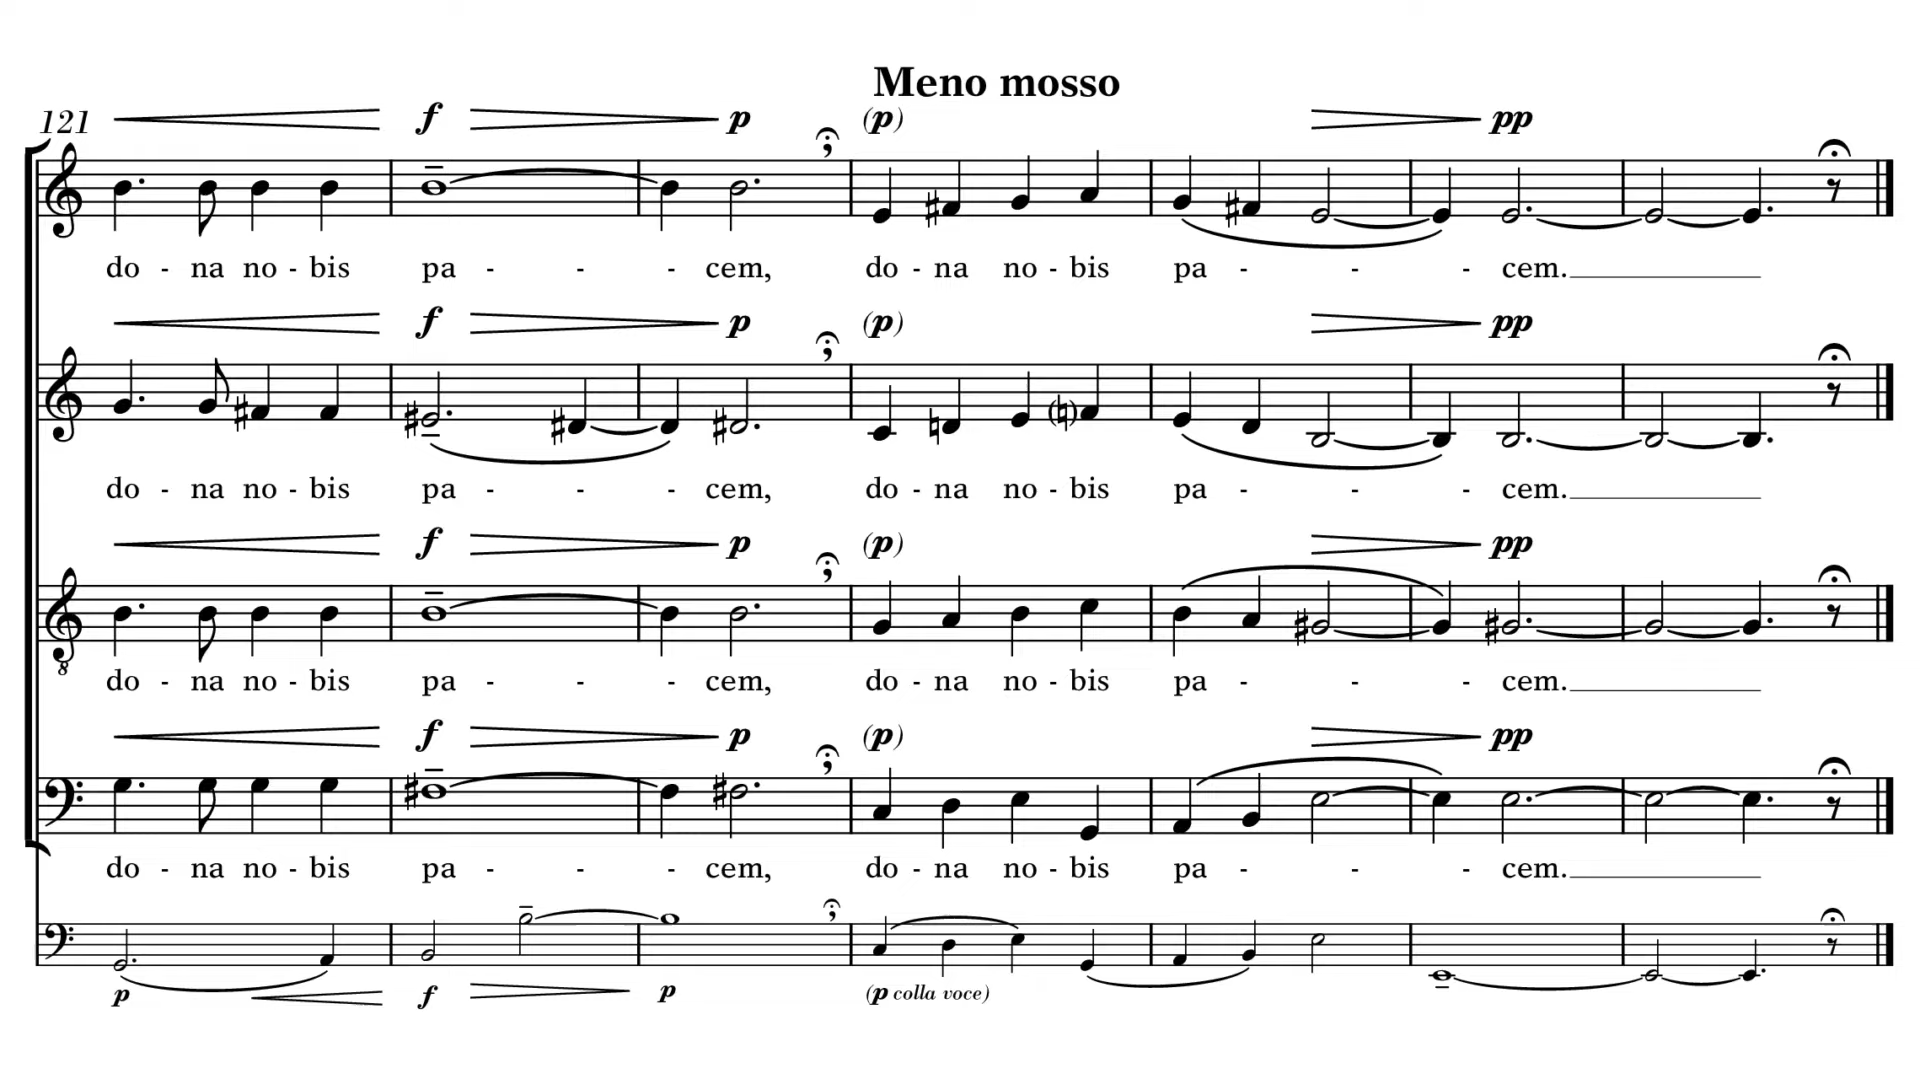 Meno mosso
121 f p (p) pp
do - na no - bis pa - - - cem, do - na no - bis pa - - - cem.
f p (p) pp
do - na no - bis pa - - - cem, do - na no - bis pa - - - cem.
f p (p) pp
8
do - na no - bis pa - - - cem, do - na no - bis pa - - - cem.
f p (p) pp
do - na no - bis pa - - - cem, do - na no - bis pa - - - cem.
p f p (p colla voce)